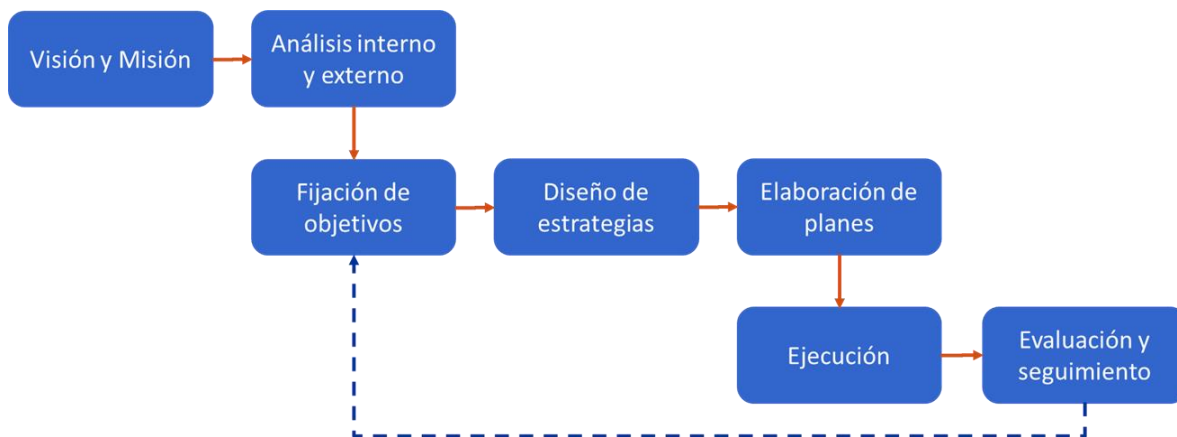 Visión y Misión
Análisis interno
y externo
Fijación de
objetivos
Diseño de
estrategias
Elaboración de
planes
Ejecución
Evaluación y
seguimiento